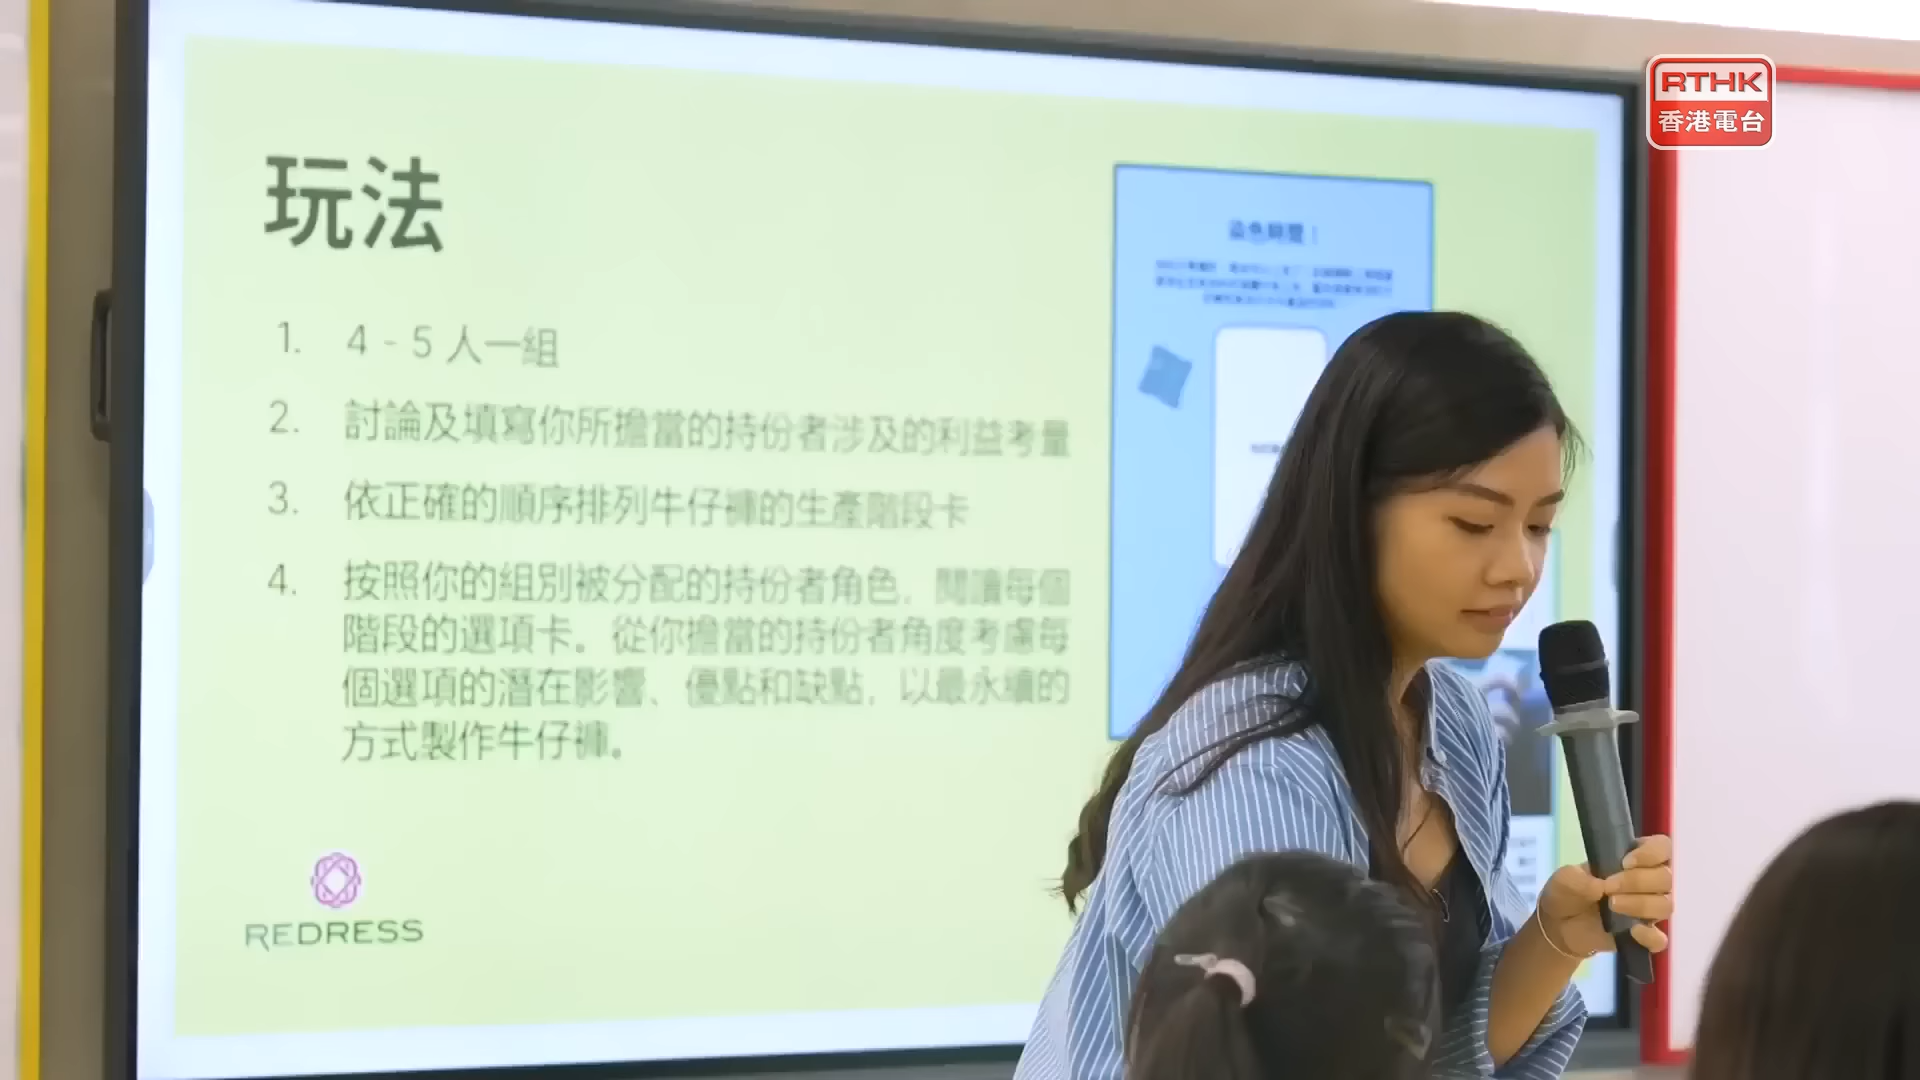 RTHK
香港電台
玩法
1. 4 - 5 人一組
2. 討論及填寫你所擔當的持份者涉及的利益考量
3. 依正確的順序排列牛仔褲的生產階段卡
4. 按照你的組別被分配的持份者角色，閱讀每個
階段的選項卡。從你擔當的持份者角度考慮每
個選項的潛在影響、優點和缺點，以最永續的
方式製作牛仔褲。
REDRESS